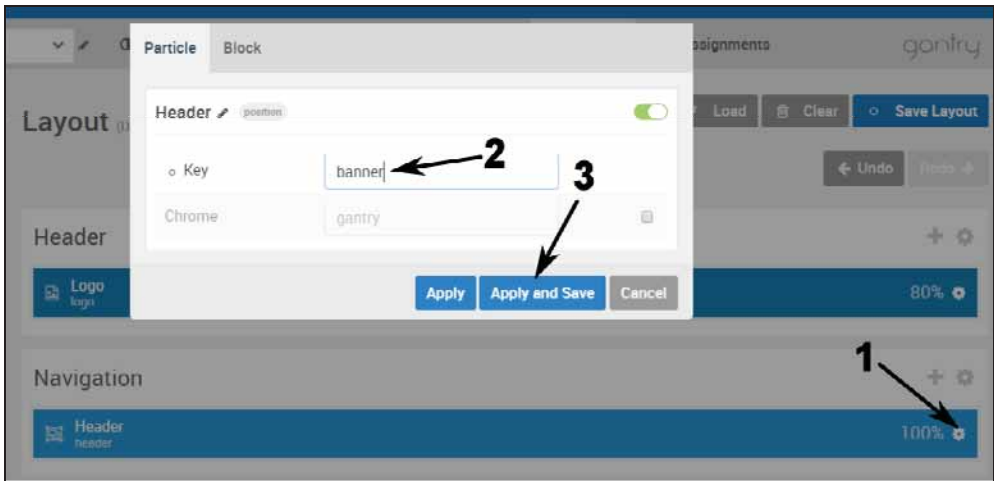 Particle Block
ssignments
gantry
Header position
Layout
Load Clear Save Layout
Key banner
2
3
Undo
Chrome gantry
Header
Apply Apply and Save Cancel
Logo
logo
80%
1
Navigation
Header
header
100%